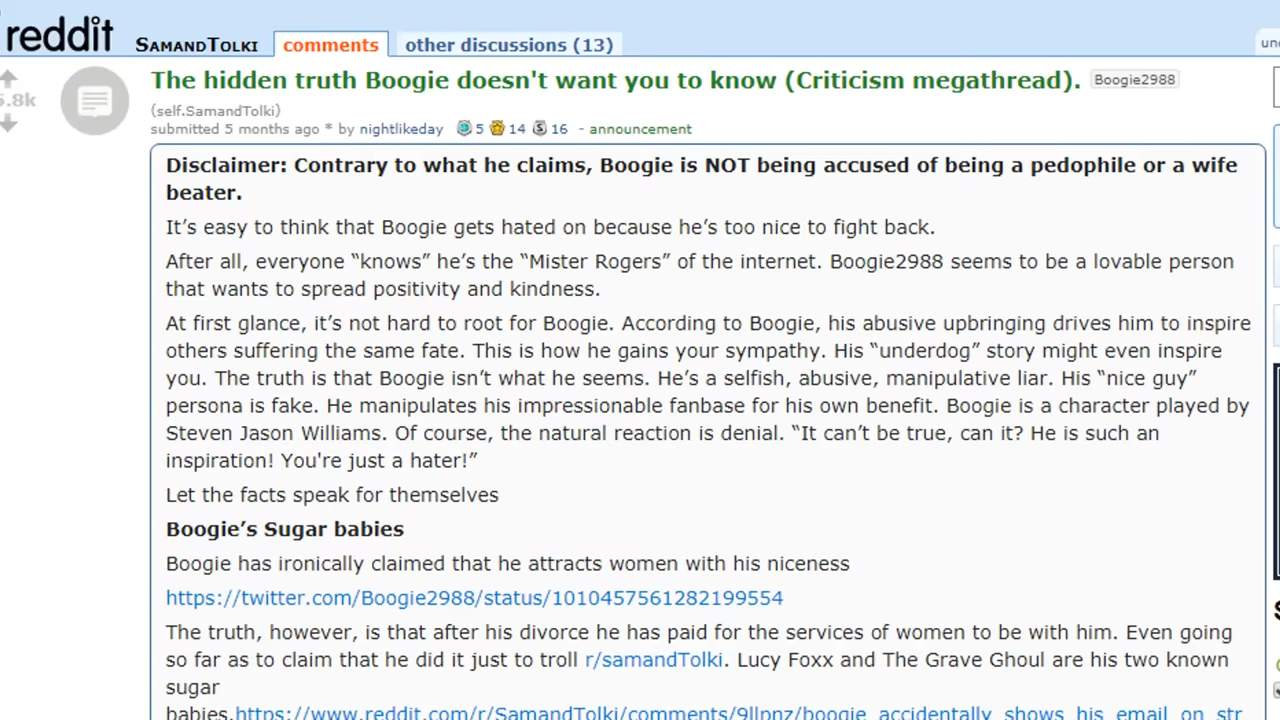 reddit SAMANDTOLKI comments other discussions (13)
The hidden truth Boogie doesn't want you to know (Criticism megathread). Boogie2988
5.8k
(self.SamandTolki)
submitted 5 months ago * by nightlikeday 5 14 16 - announcement
Disclaimer: Contrary to what he claims, Boogie is NOT being accused of being a pedophile or a wife
beater.
It’s easy to think that Boogie gets hated on because he’s too nice to fight back.
After all, everyone “knows” he’s the “Mister Rogers” of the internet. Boogie2988 seems to be a lovable person
that wants to spread positivity and kindness.
At first glance, it’s not hard to root for Boogie. According to Boogie, his abusive upbringing drives him to inspire
others suffering the same fate. This is how he gains your sympathy. His “underdog” story might even inspire
you. The truth is that Boogie isn’t what he seems. He’s a selfish, abusive, manipulative liar. His “nice guy”
persona is fake. He manipulates his impressionable fanbase for his own benefit. Boogie is a character played by
Steven Jason Williams. Of course, the natural reaction is denial. “It can’t be true, can it? He is such an
inspiration! You're just a hater!”
Let the facts speak for themselves
Boogie’s Sugar babies
Boogie has ironically claimed that he attracts women with his niceness
https://twitter.com/Boogie2988/status/1010457561282199554
The truth, however, is that after his divorce he has paid for the services of women to be with him. Even going
so far as to claim that he did it just to troll r/samandTolki. Lucy Foxx and The Grave Ghoul are his two known
sugar
babies.https://www.reddit.com/r/SamandTolki/comments/9llpnz/boogie_accidentally_shows_his_email_on_str